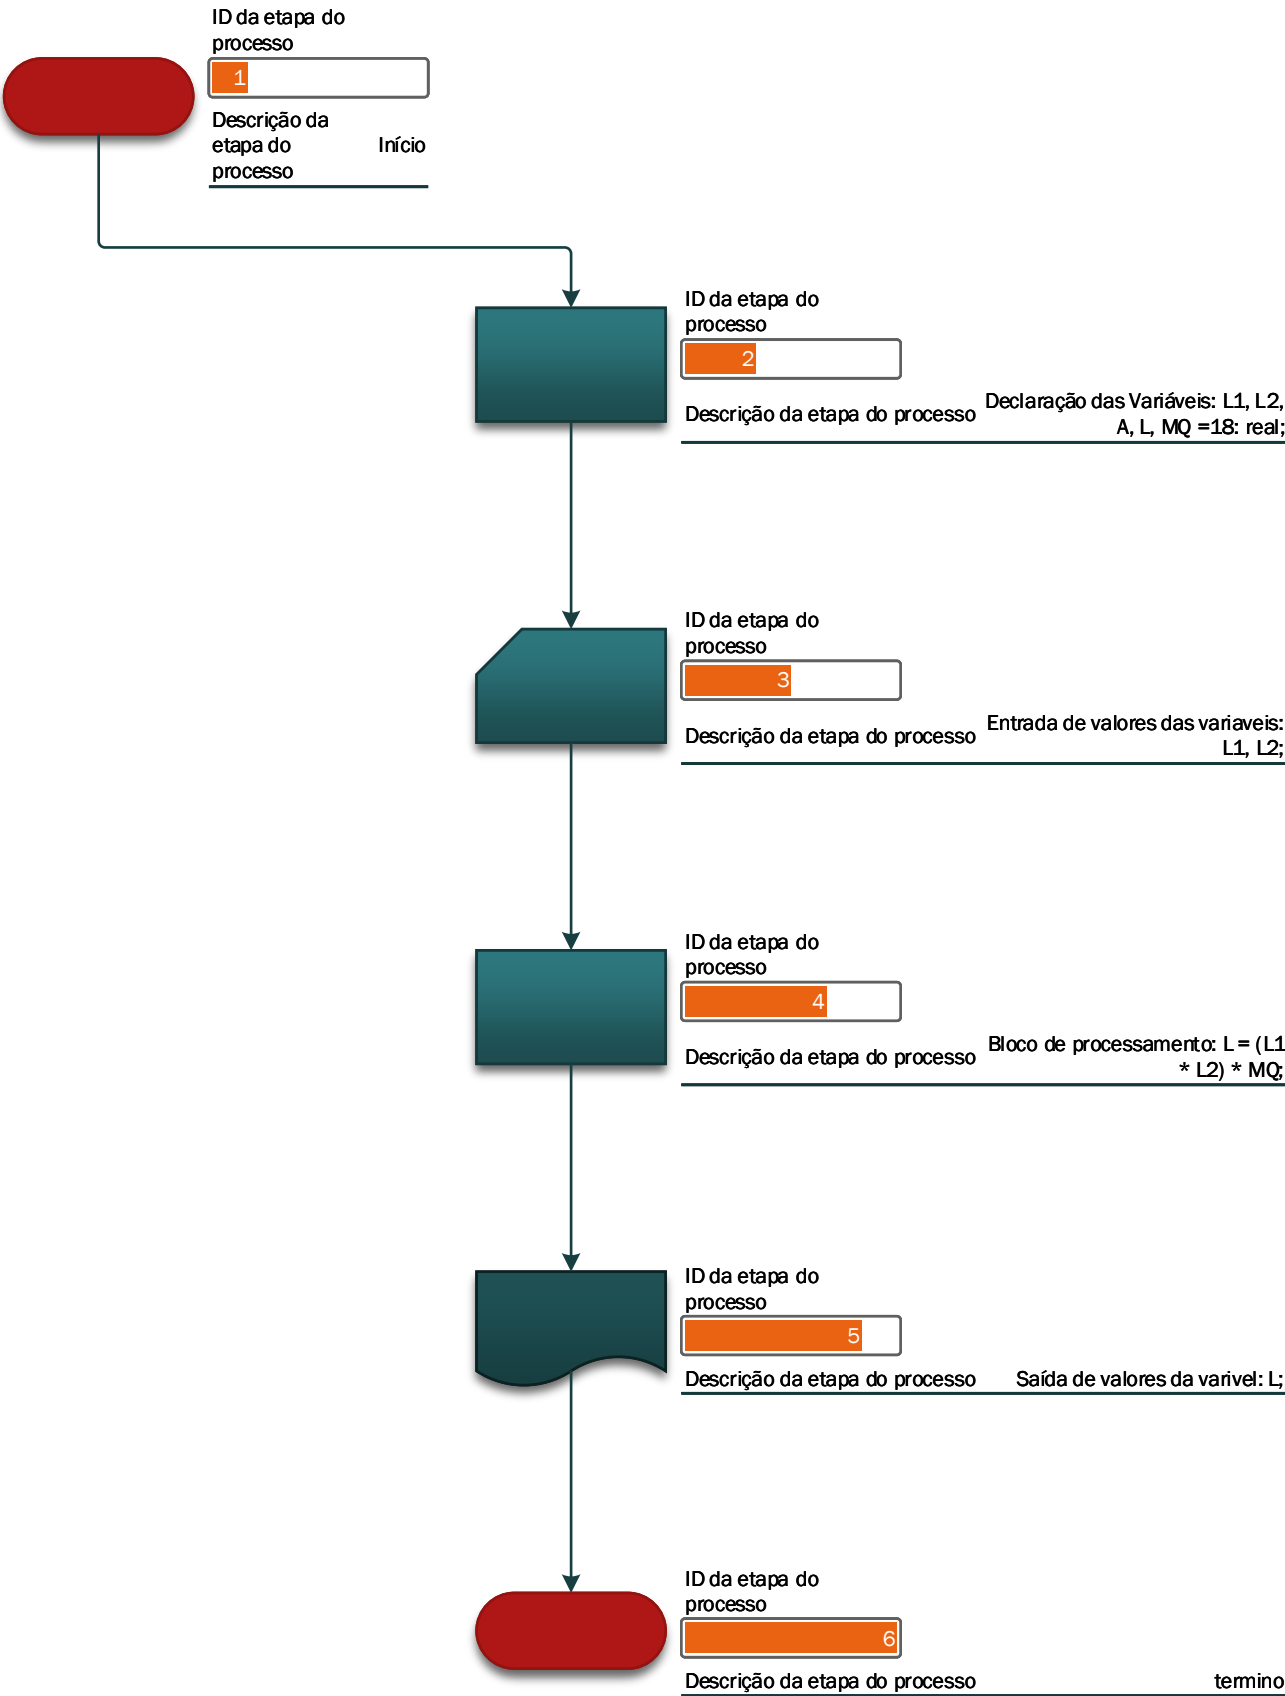 ID da etapa do
processo
1
Descrição da
etapa do
processo
Início
ID da etapa do
processo
2
Descrição da etapa do processo
Declaração das Variáveis: L1, L2,
A, L, MQ =18: real;
ID da etapa do
processo
3
Descrição da etapa do processo
Entrada de valores das variaveis:
L1, L2;
ID da etapa do
processo
4
Descrição da etapa do processo
Bloco de processamento: L = (L1
* L2) * MQ;
ID da etapa do
processo
5
Descrição da etapa do processo
Saída de valores da varivel: L;
ID da etapa do
processo
6
Descrição da etapa do processo
termino